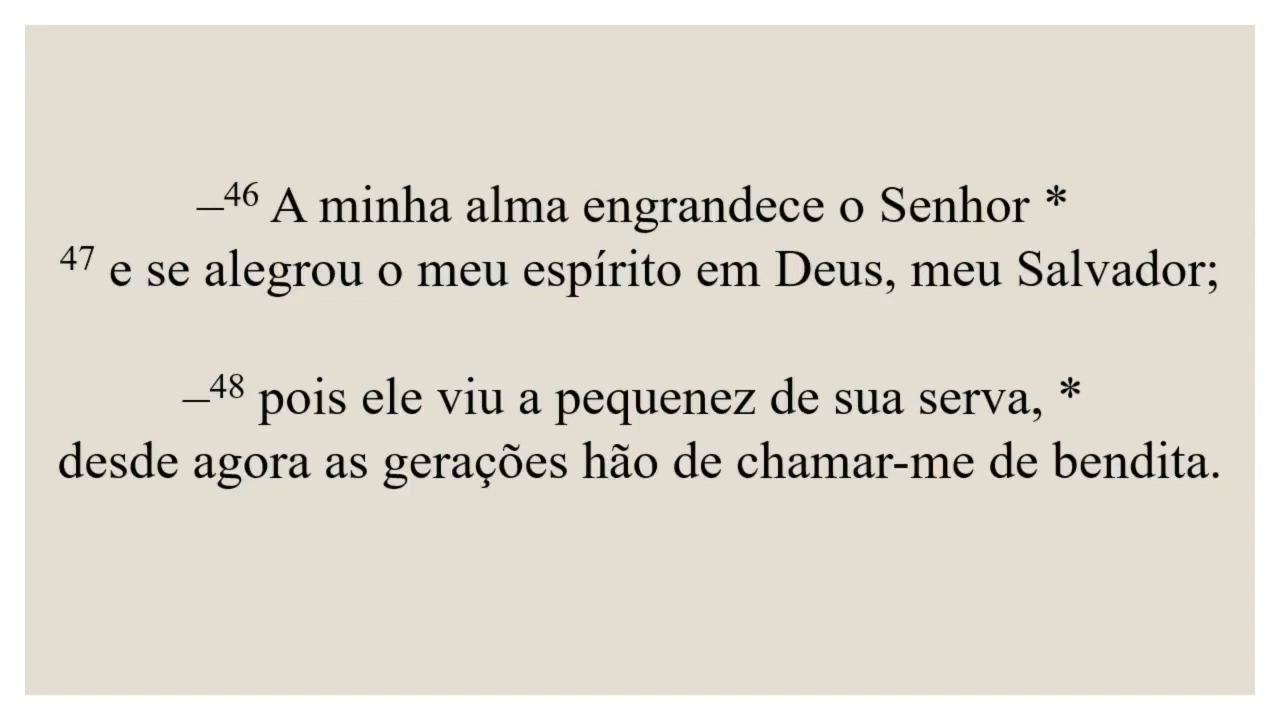 –46 A minha alma engrandece o Senhor *
47 e se alegrou o meu espírito em Deus, meu Salvador;
–48 pois ele viu a pequenez de sua serva, *
desde agora as gerações hão de chamar-me de bendita.